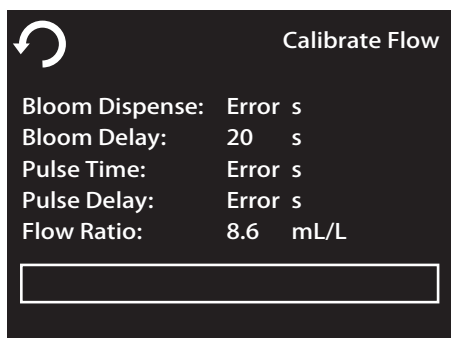 Calibrate Flow
Bloom Dispense: Error s
Bloom Delay: 20 s
Pulse Time: Error s
Pulse Delay: Error s
Flow Ratio: 8.6 mL/L